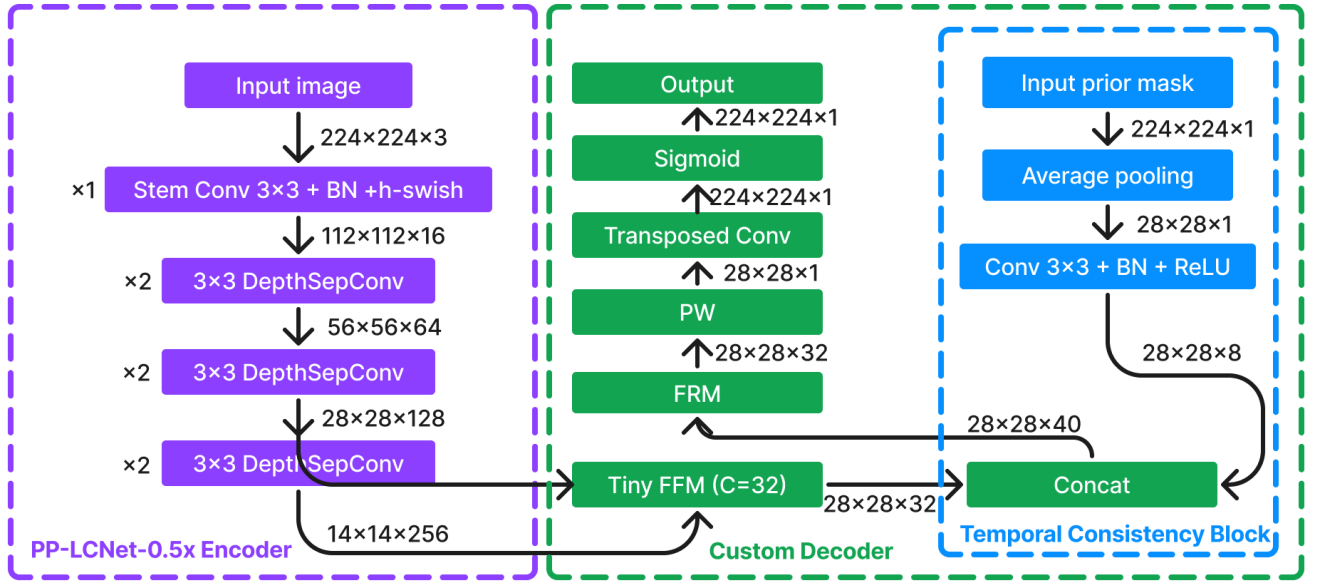 Input image
224×224×3
×1
Stem Conv 3×3 + BN +h-swish
112×112×16
×2
3×3 DepthSepConv
56×56×64
×2
3×3 DepthSepConv
28×28×128
×2
3×3 DepthSepConv
14×14×256
PP-LCNet-0.5x Encoder
Output
224×224×1
Sigmoid
224×224×1
Transposed Conv
28×28×1
PW
28×28×32
FRM
28×28×40
Tiny FFM (C=32)
28×28×32
Custom Decoder
Input prior mask
224×224×1
Average pooling
28×28×1
Conv 3×3 + BN + ReLU
28×28×8
Concat
Temporal Consistency Block